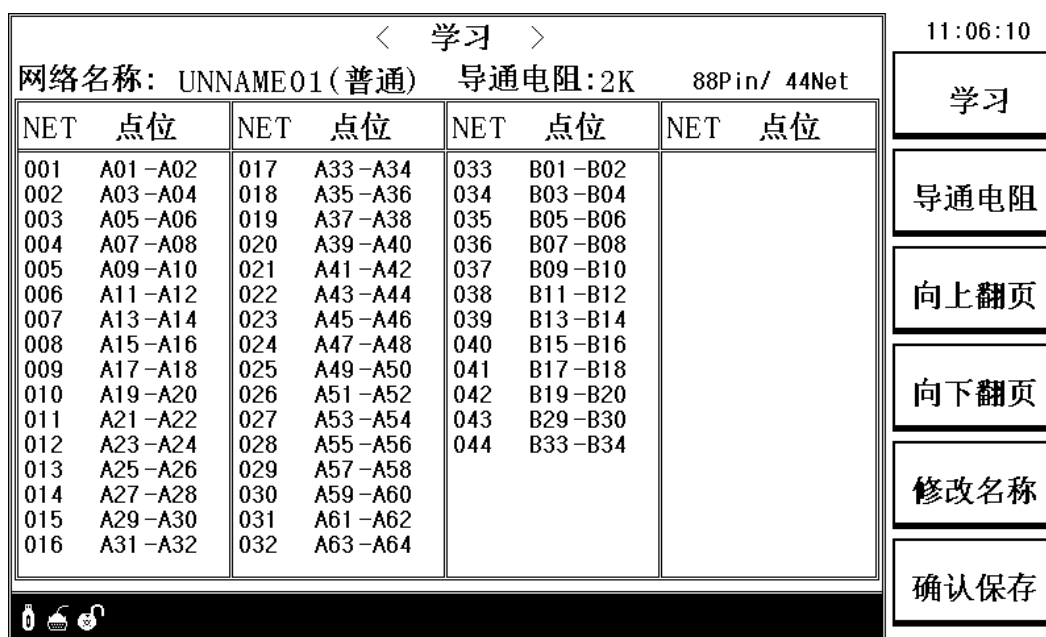 < 学习 >
11:06:10
网络名称: UNNAME01(普通) 导通电阻:2K 88Pin/ 44Net
NET 点位 NET 点位 NET 点位 NET 点位
001 A01-A02 017 A33-A34 033 B01-B02
002 A03-A04 018 A35-A36 034 B03-B04
003 A05-A06 019 A37-A38 035 B05-B06
004 A07-A08 020 A39-A40 036 B07-B08
005 A09-A10 021 A41-A42 037 B09-B10
006 A11-A12 022 A43-A44 038 B11-B12
007 A13-A14 023 A45-A46 039 B13-B14
008 A15-A16 024 A47-A48 040 B15-B16
009 A17-A18 025 A49-A50 041 B17-B18
010 A19-A20 026 A51-A52 042 B19-B20
011 A21-A22 027 A53-A54 043 B29-B30
012 A23-A24 028 A55-A56 044 B33-B34
013 A25-A26 029 A57-A58
014 A27-A28 030 A59-A60
015 A29-A30 031 A61-A62
016 A31-A32 032 A63-A64
学习
导通电阻
向上翻页
向下翻页
修改名称
确认保存